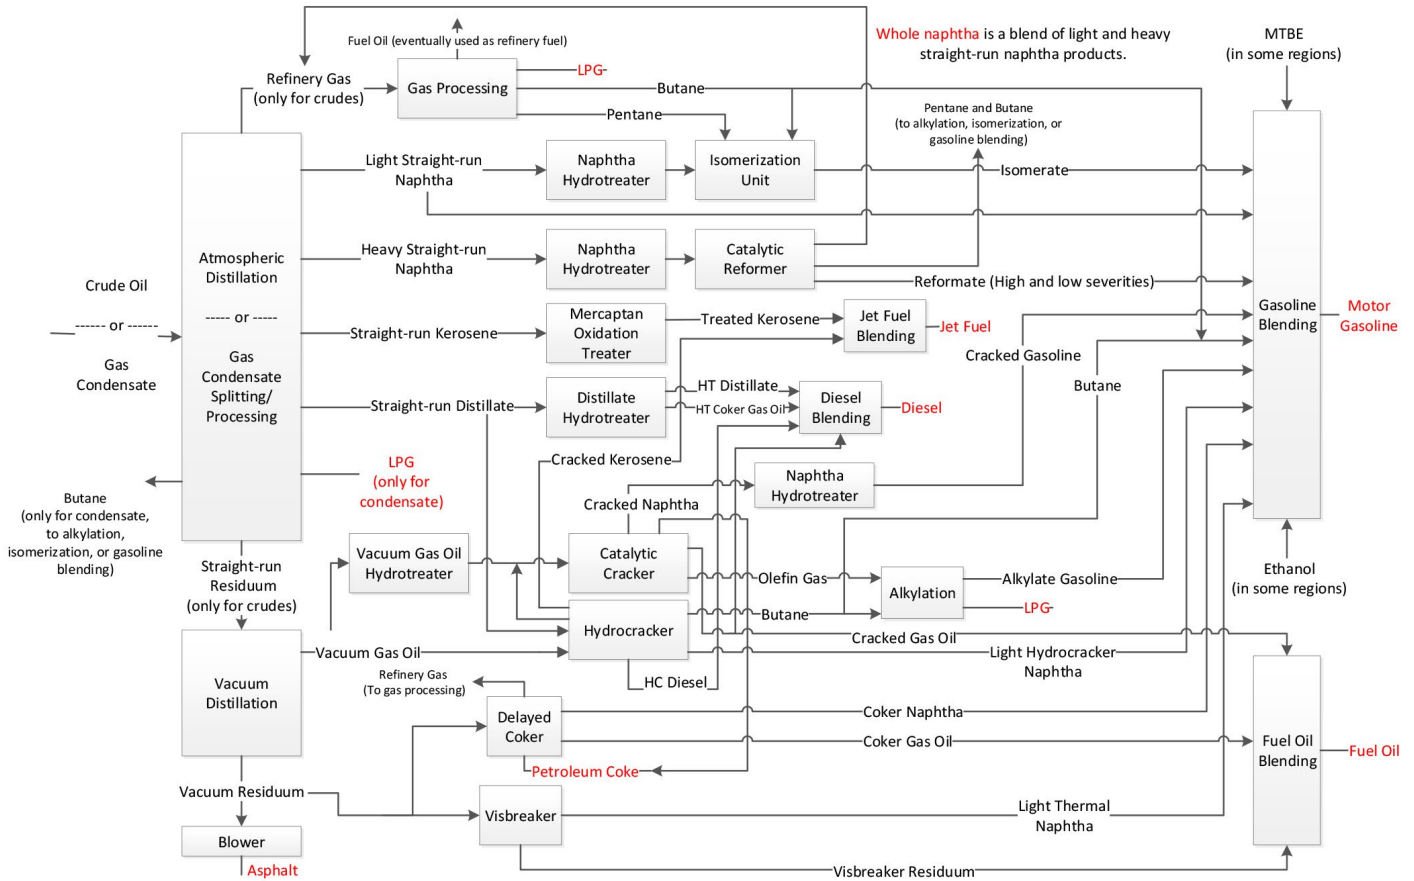 Whole naphtha is a blend of light and heavy
straight-run naphtha products.
MTBE
(in some regions)
Fuel Oil (eventually used as refinery fuel)
Refinery Gas
(only for crudes)
Gas Processing
LPG
Butane
Pentane
Pentane and Butane
(to alkylation, isomerization, or
gasoline blending)
Light Straight-run
Naphtha
Naphtha
Hydrotreater
Isomerization
Unit
Isomerate
Heavy Straight-run
Naphtha
Naphtha
Hydrotreater
Catalytic
Reformer
Reformate (High and low severities)
Atmospheric
Distillation
----- or -----
Gas
Condensate
Splitting/
Processing
Crude Oil
------ or ------
Gas
Condensate
Straight-run Kerosene
Mercaptan
Oxidation
Treater
Treated Kerosene
Jet Fuel
Blending
Jet Fuel
Cracked Gasoline
Gasoline
Blending
Motor
Gasoline
Butane
Straight-run Distillate
Distillate
Hydrotreater
HT Distillate
HT Coker Gas Oil
Diesel
Blending
Diesel
Cracked Kerosene
LPG
(only for
condensate)
Butane
(only for condensate,
to alkylation,
isomerization, or gasoline
blending)
Naphtha
Hydrotreater
Cracked Naphtha
Straight-run
Residuum
(only for crudes)
Vacuum Gas Oil
Hydrotreater
Catalytic
Cracker
Olefin Gas
Alkylation
Alkylate Gasoline
LPG
Ethanol
(in some regions)
Butane
Hydrocracker
Cracked Gas Oil
Vacuum Gas Oil
Light Hydrocracker
Naphtha
HC Diesel
Vacuum
Distillation
Refinery Gas
(To gas processing)
Delayed
Coker
Coker Naphtha
Coker Gas Oil
Fuel Oil
Blending
Fuel Oil
Petroleum Coke
Vacuum Residuum
Visbreaker
Light Thermal
Naphtha
Blower
Asphalt
Visbreaker Residuum